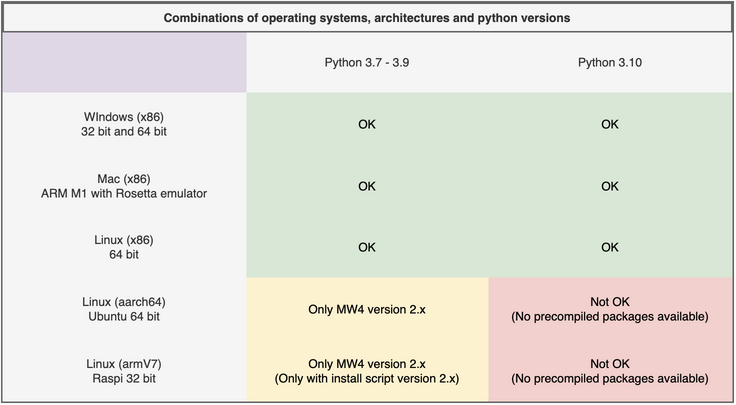 Combinations of operating systems, architectures and python versions
Python 3.7 - 3.9
Python 3.10
WIndows (x86)
32 bit and 64 bit
OK
OK
Mac (x86)
ARM M1 with Rosetta emulator
OK
OK
Linux (x86)
64 bit
OK
OK
Linux (aarch64)
Ubuntu 64 bit
Only MW4 version 2.x
Not OK
(No precompiled packages available)
Linux (armV7)
Raspi 32 bit
Only MW4 version 2.x
(Only with install script version 2.x)
Not OK
(No precompiled packages available)